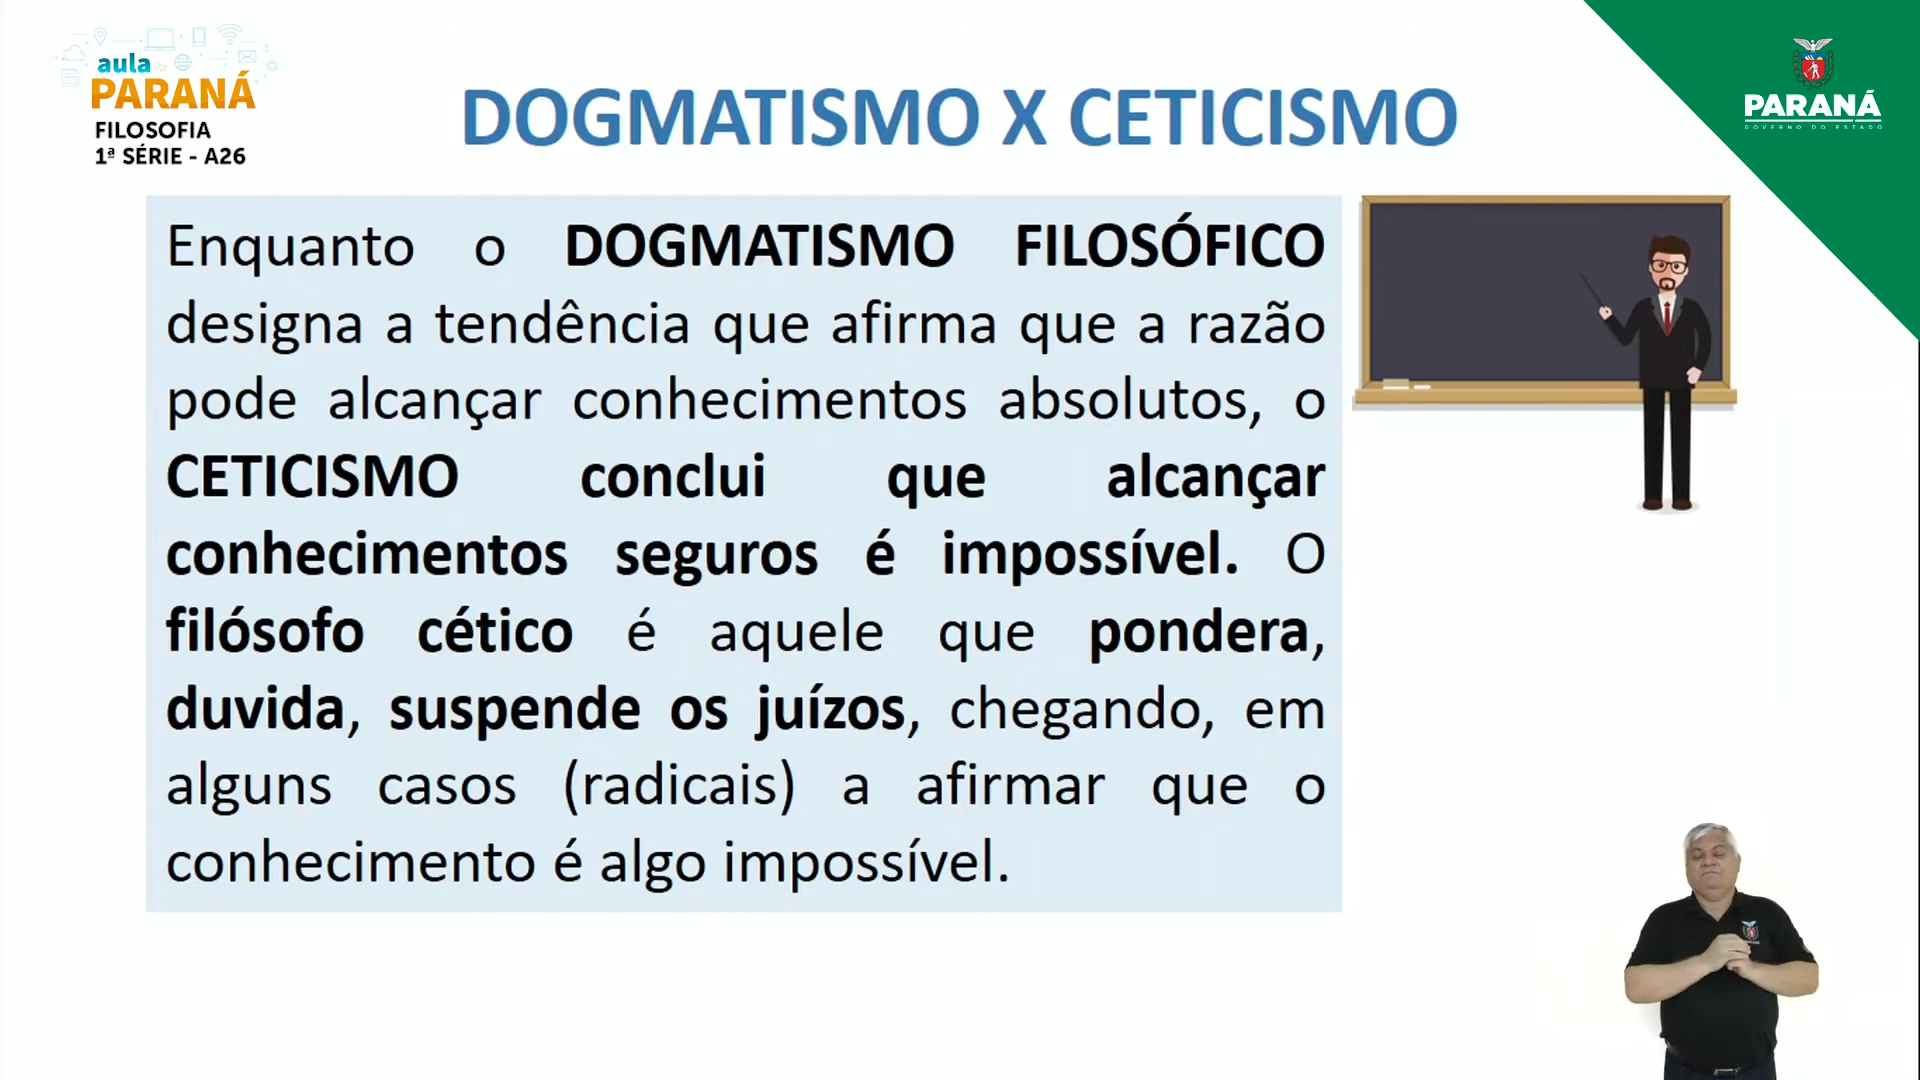 aula
PARANÁ
FILOSOFIA
1ª SÉRIE - A26
DOGMATISMO X CETICISMO
PARANÁ
GOVERNO DO ESTADO
Enquanto o DOGMATISMO FILOSÓFICO
designa a tendência que afirma que a razão
pode alcançar conhecimentos absolutos, o
CETICISMO conclui que alcançar
conhecimentos seguros é impossível. O
filósofo cético é aquele que pondera,
duvida, suspende os juízos, chegando, em
alguns casos (radicais) a afirmar que o
conhecimento é algo impossível.